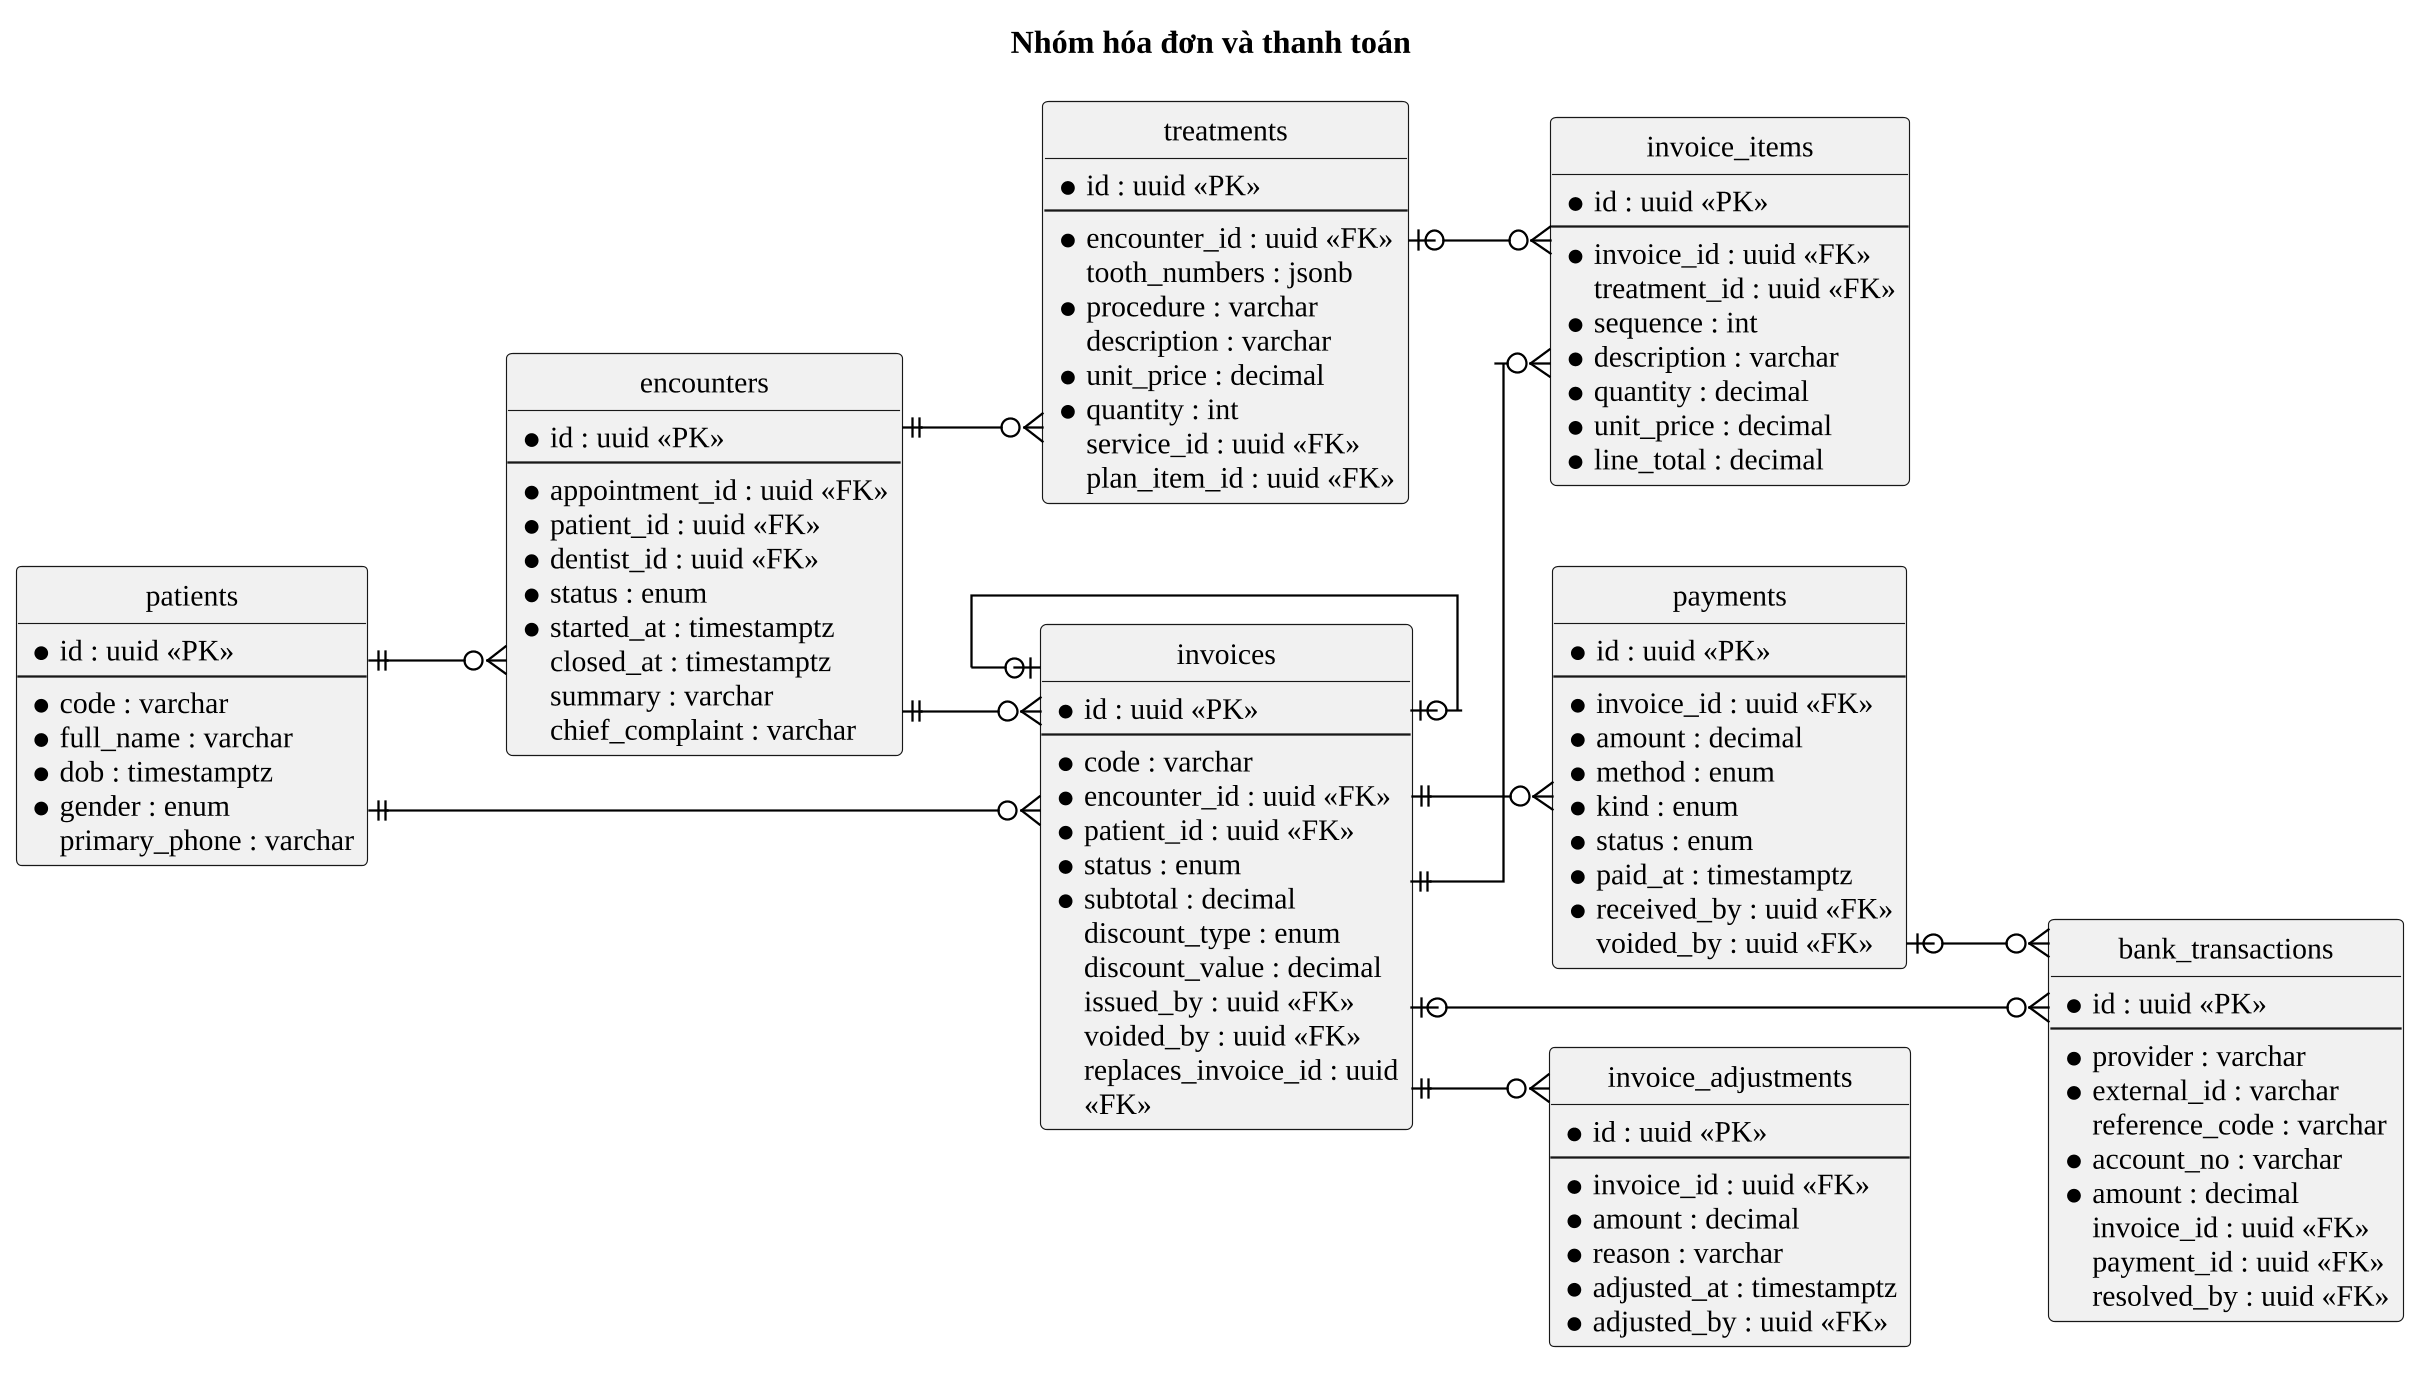 Nhóm hóa đơn và thanh toán
patients
id : uuid «PK»
code : varchar
full_name : varchar
dob : timestamptz
gender : enum
primary_phone : varchar
encounters
id : uuid «PK»
appointment_id : uuid «FK»
patient_id : uuid «FK»
dentist_id : uuid «FK»
status : enum
started_at : timestamptz
closed_at : timestamptz
summary : varchar
chief_complaint : varchar
treatments
id : uuid «PK»
encounter_id : uuid «FK»
tooth_numbers : jsonb
procedure : varchar
description : varchar
unit_price : decimal
quantity : int
service_id : uuid «FK»
plan_item_id : uuid «FK»
invoices
id : uuid «PK»
code : varchar
encounter_id : uuid «FK»
patient_id : uuid «FK»
status : enum
subtotal : decimal
discount_type : enum
discount_value : decimal
issued_by : uuid «FK»
voided_by : uuid «FK»
replaces_invoice_id : uuid
«FK»
invoice_items
id : uuid «PK»
invoice_id : uuid «FK»
treatment_id : uuid «FK»
sequence : int
description : varchar
quantity : decimal
unit_price : decimal
line_total : decimal
payments
id : uuid «PK»
invoice_id : uuid «FK»
amount : decimal
method : enum
kind : enum
status : enum
paid_at : timestamptz
received_by : uuid «FK»
voided_by : uuid «FK»
invoice_adjustments
id : uuid «PK»
invoice_id : uuid «FK»
amount : decimal
reason : varchar
adjusted_at : timestamptz
adjusted_by : uuid «FK»
bank_transactions
id : uuid «PK»
provider : varchar
external_id : varchar
reference_code : varchar
account_no : varchar
amount : decimal
invoice_id : uuid «FK»
payment_id : uuid «FK»
resolved_by : uuid «FK»